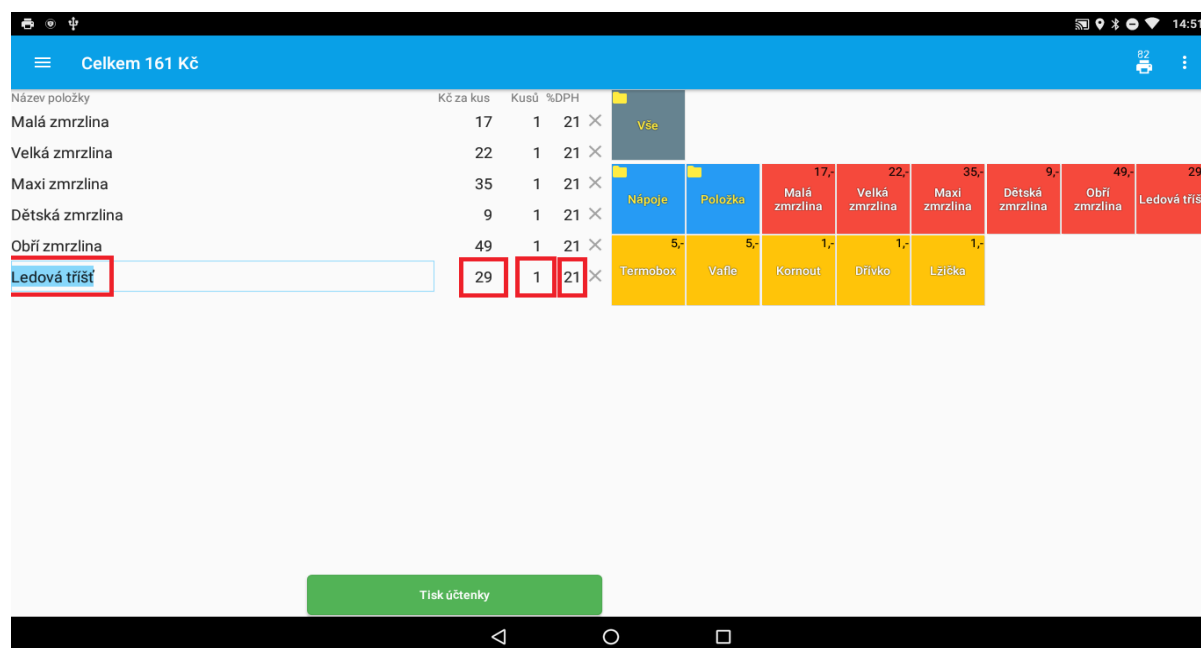 14:51
Celkem 161 Kč
82
Název položky Kč za kus Kusů %DPH
Malá zmrzlina 17 1 21
Velká zmrzlina 22 1 21
Maxi zmrzlina 35 1 21
Dětská zmrzlina 9 1 21
Obří zmrzlina 49 1 21
Ledová tříšť 29 1 21
Vše
Nápoje
Položka
17,-
Malá
zmrzlina
22,-
Velká
zmrzlina
35,-
Maxi
zmrzlina
9,-
Dětská
zmrzlina
49,-
Obří
zmrzlina
29
Ledová tříš
5,-
Termobox
5,-
Vafle
1,-
Kornout
1,-
Dřívko
1,-
Lžička
Tisk účtenky